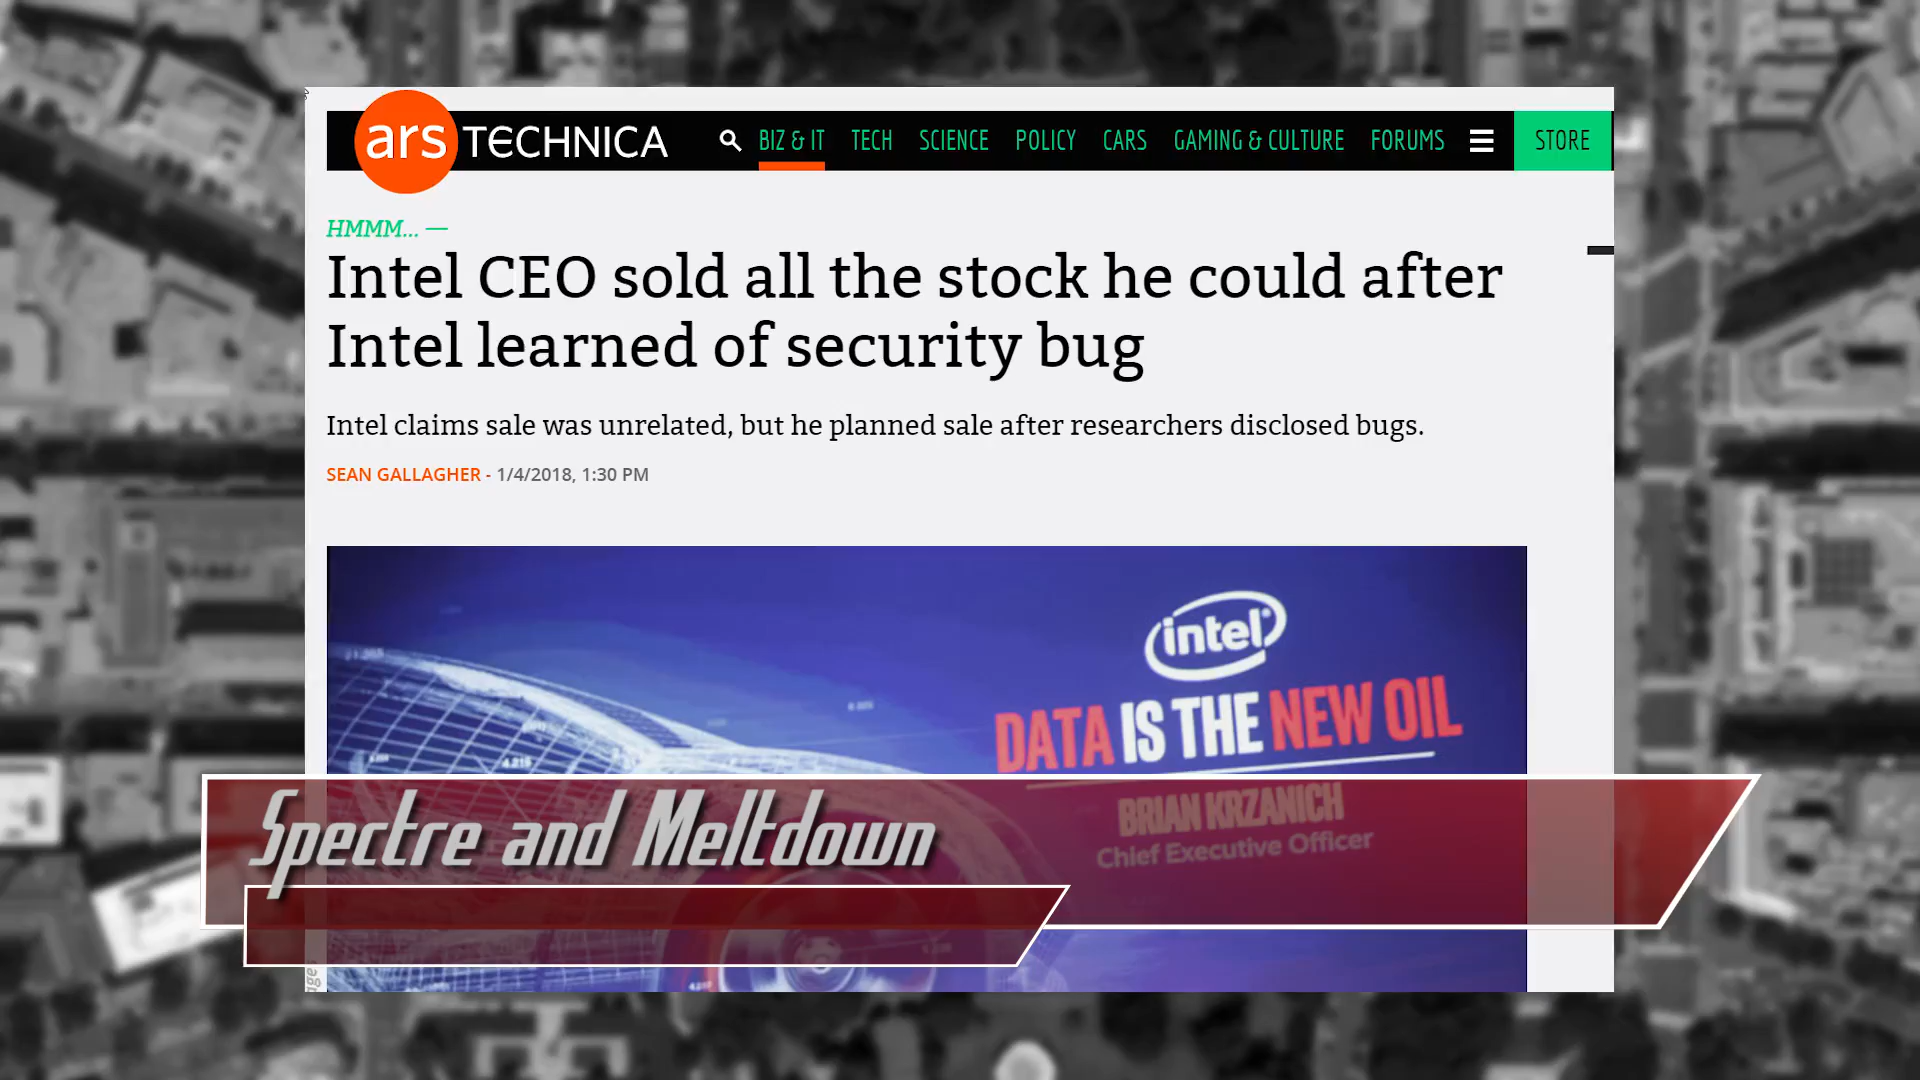 ars TECHNICA
BIZ & IT TECH SCIENCE POLICY CARS GAMING & CULTURE FORUMS STORE
HMMM... —
Intel CEO sold all the stock he could after
Intel learned of security bug
Intel claims sale was unrelated, but he planned sale after researchers disclosed bugs.
SEAN GALLAGHER - 1/4/2018, 1:30 PM
intel
DATA IS THE NEW OIL
BRIAN KRZANICH
Chief Executive Officer
Spectre and Meltdown